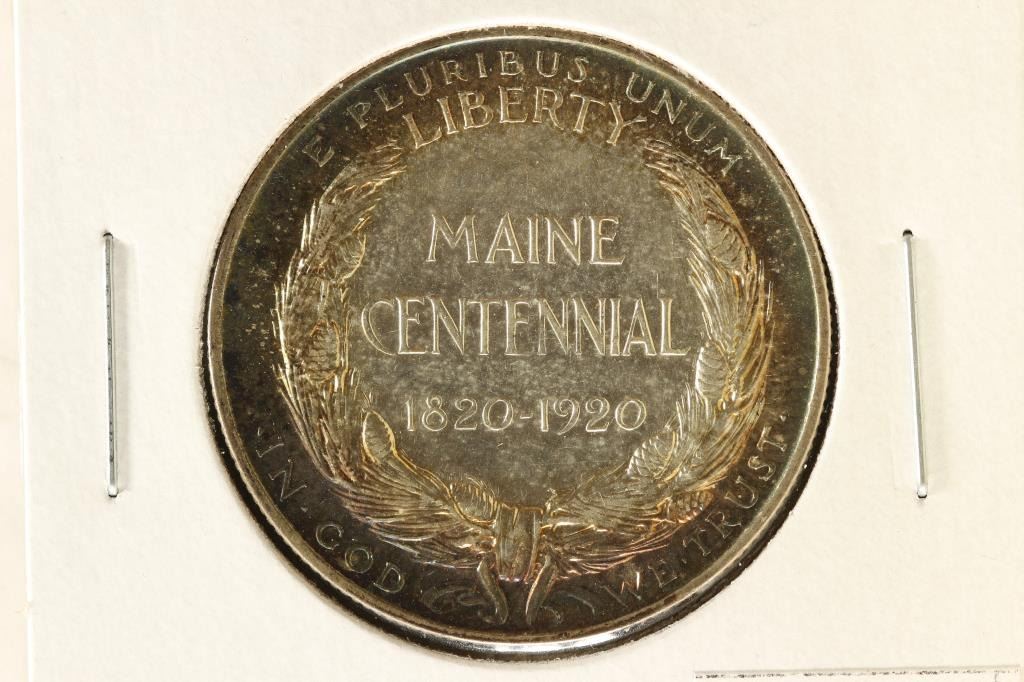 E PLURIBUS UNUM
LIBERTY
MAINE
CENTENNIAL
1820-1920
·IN·GOD WE·TRUST·